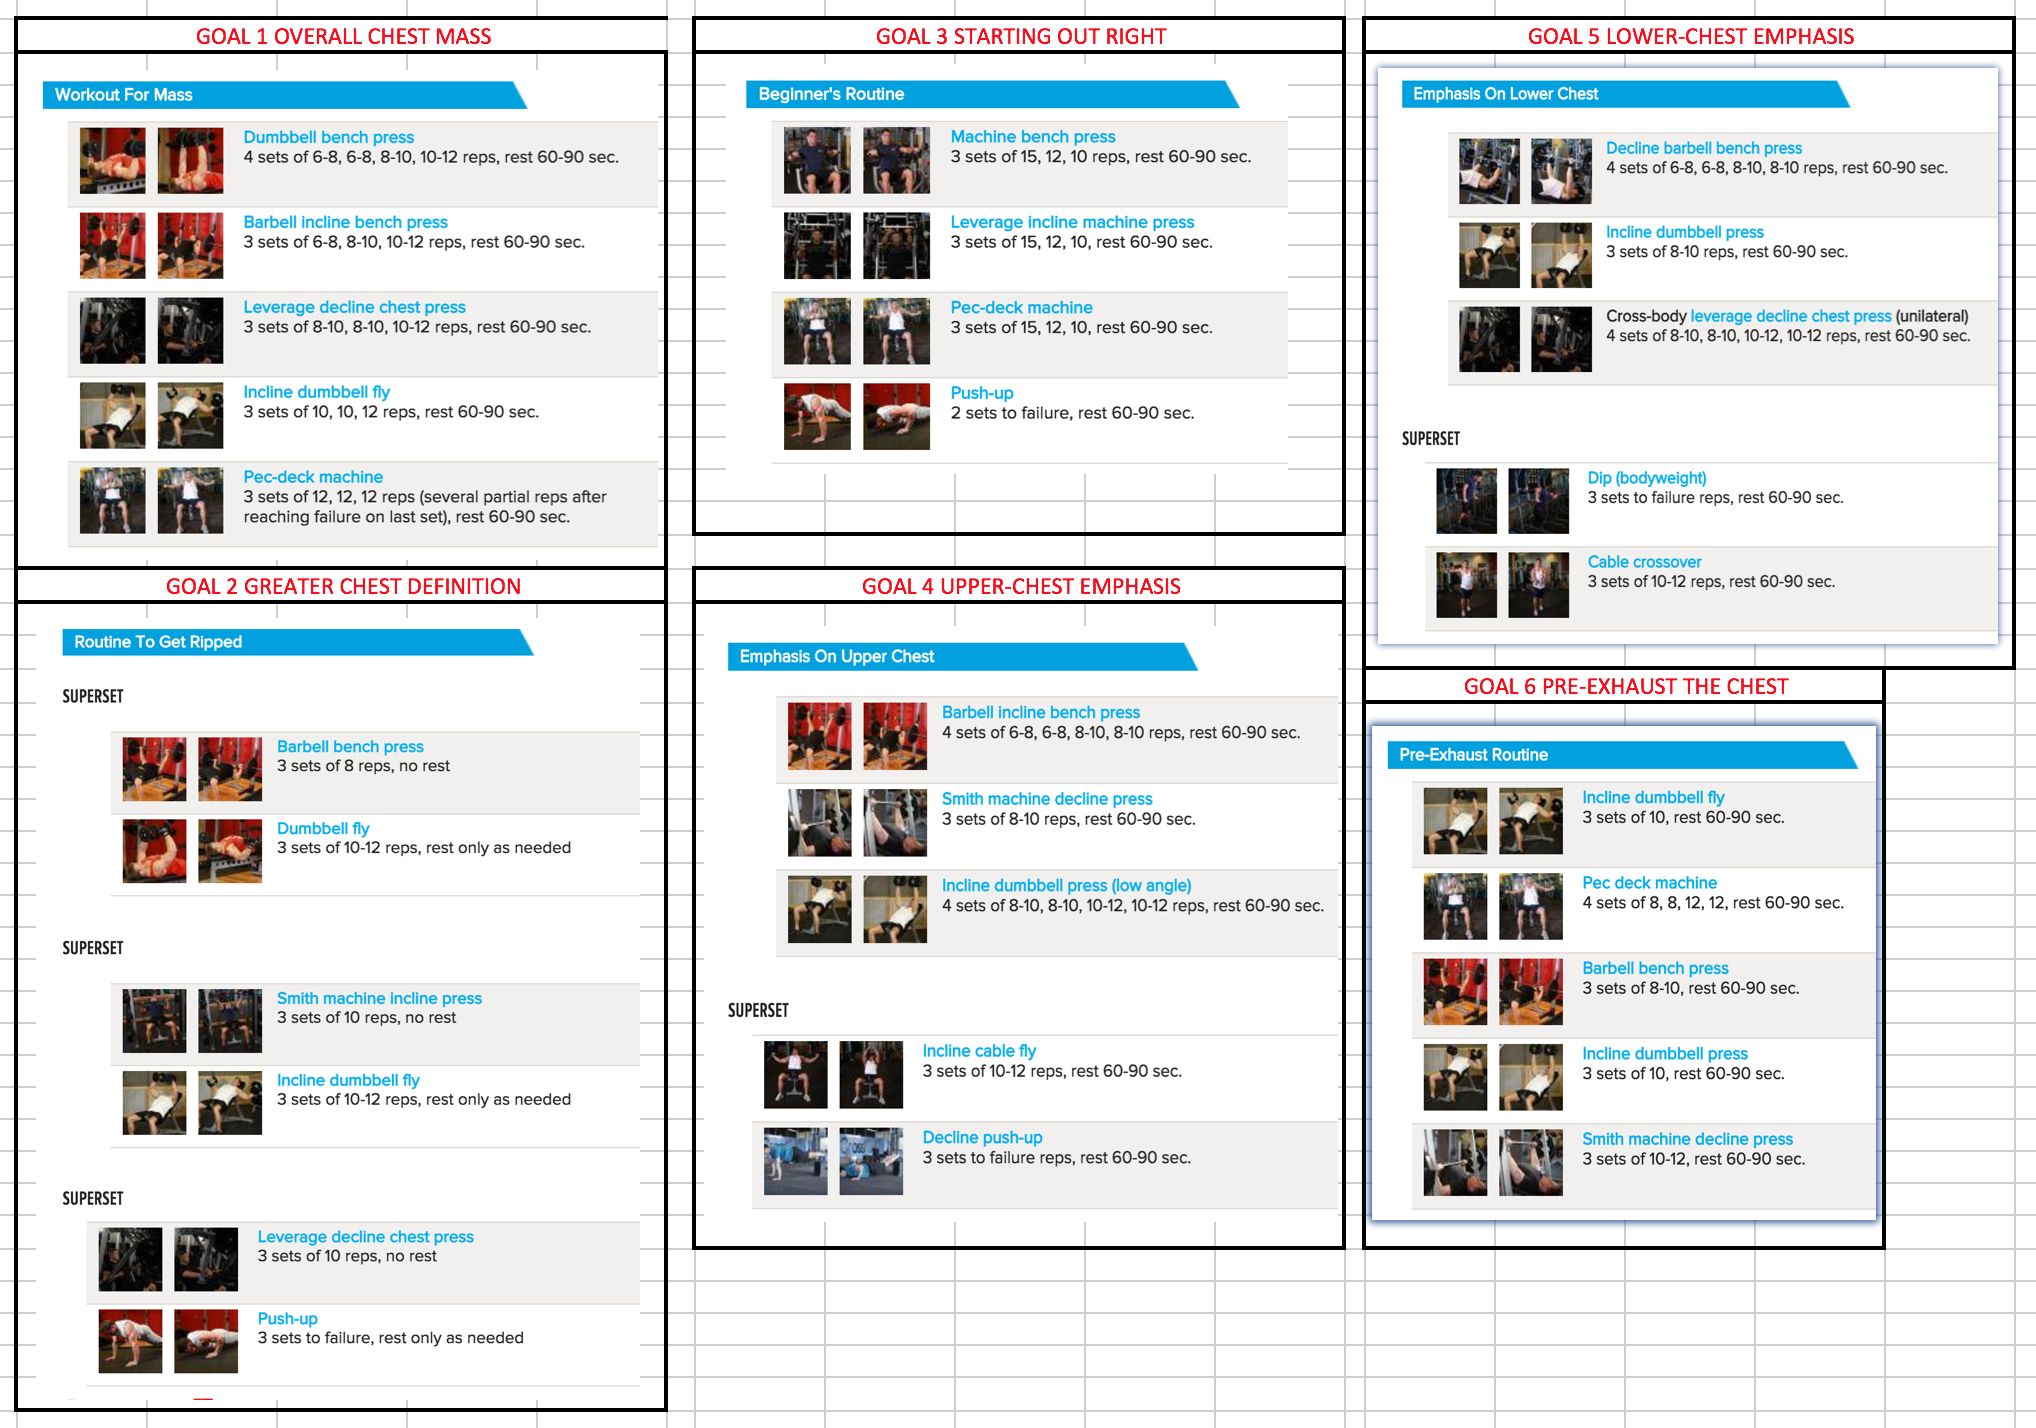 GOAL 1 OVERALL CHEST MASS
Workout For Mass
Dumbbell bench press
4 sets of 6-8, 6-8, 8-10, 10-12 reps, rest 60-90 sec.
Barbell incline bench press
3 sets of 6-8, 8-10, 10-12 reps, rest 60-90 sec.
Leverage decline chest press
3 sets of 8-10, 8-10, 10-12 reps, rest 60-90 sec.
Incline dumbbell fly
3 sets of 10, 10, 12 reps, rest 60-90 sec.
Pec-deck machine
3 sets of 12, 12, 12 reps (several partial reps after
reaching failure on last set), rest 60-90 sec.
GOAL 2 GREATER CHEST DEFINITION
Routine To Get Ripped
SUPERSET
Barbell bench press
3 sets of 8 reps, no rest
Dumbbell fly
3 sets of 10-12 reps, rest only as needed
SUPERSET
Smith machine incline press
3 sets of 10 reps, no rest
Incline dumbbell fly
3 sets of 10-12 reps, rest only as needed
SUPERSET
Leverage decline chest press
3 sets of 10 reps, no rest
Push-up
3 sets to failure, rest only as needed
GOAL 3 STARTING OUT RIGHT
Beginner's Routine
Machine bench press
3 sets of 15, 12, 10 reps, rest 60-90 sec.
Leverage incline machine press
3 sets of 15, 12, 10, rest 60-90 sec.
Pec-deck machine
3 sets of 15, 12, 10, rest 60-90 sec.
Push-up
2 sets to failure, rest 60-90 sec.
GOAL 4 UPPER-CHEST EMPHASIS
Emphasis On Upper Chest
Barbell incline bench press
4 sets of 6-8, 6-8, 8-10, 8-10 reps, rest 60-90 sec.
Smith machine decline press
3 sets of 8-10 reps, rest 60-90 sec.
Incline dumbbell press (low angle)
4 sets of 8-10, 8-10, 10-12, 10-12 reps, rest 60-90 sec.
SUPERSET
Incline cable fly
3 sets of 10-12 reps, rest 60-90 sec.
Decline push-up
3 sets to failure reps, rest 60-90 sec.
GOAL 5 LOWER-CHEST EMPHASIS
Emphasis On Lower Chest
Decline barbell bench press
4 sets of 6-8, 6-8, 8-10, 8-10 reps, rest 60-90 sec.
Incline dumbbell press
3 sets of 8-10 reps, rest 60-90 sec.
Cross-body leverage decline chest press (unilateral)
4 sets of 8-10, 8-10, 10-12, 10-12 reps, rest 60-90 sec.
SUPERSET
Dip (bodyweight)
3 sets to failure reps, rest 60-90 sec.
Cable crossover
3 sets of 10-12 reps, rest 60-90 sec.
GOAL 6 PRE-EXHAUST THE CHEST
Pre-Exhaust Routine
Incline dumbbell fly
3 sets of 10, rest 60-90 sec.
Pec deck machine
4 sets of 8, 8, 12, 12, rest 60-90 sec.
Barbell bench press
3 sets of 8-10, rest 60-90 sec.
Incline dumbbell press
3 sets of 10, rest 60-90 sec.
Smith machine decline press
3 sets of 10-12, rest 60-90 sec.